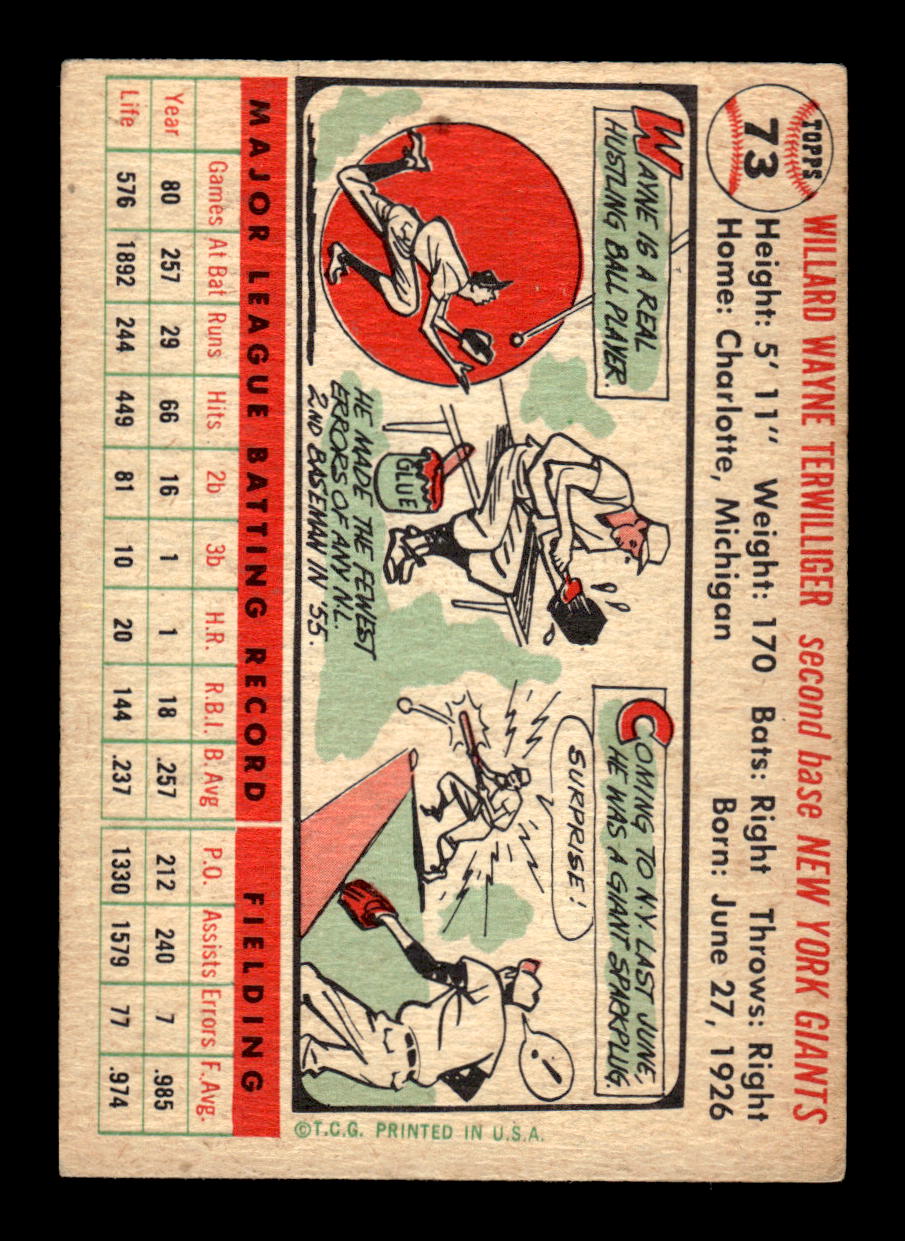 TOPPS
73
WILLARD WAYNE TERWILLIGER second base NEW YORK GIANTS
Height: 5' 11" Weight: 170 Bats: Right Throws: Right
Home: Charlotte, Michigan Born: June 27, 1926
WAYNE IS A REAL
HUSTLING BALL PLAYER.
GLUE
HE MADE THE FEWEST
ERRORS OF ANY N.L.
2ND BASEMAN IN '55.
COMING TO N.Y. LAST JUNE,
HE WAS A GIANT SPARKPLUG.
SURPRISE!
!
MAJOR LEAGUE BATTING RECORD FIELDING
Games At Bat Runs Hits 2b 3b H.R. R.B.I. B. Avg P.O. Assists Errors F. Avg.
Year 80 257 29 66 16 1 1 18 .257 212 240 7 .985
Life 576 1892 244 449 81 10 20 144 .237 1330 1579 77 .974
©T.C.G. PRINTED IN U.S.A.